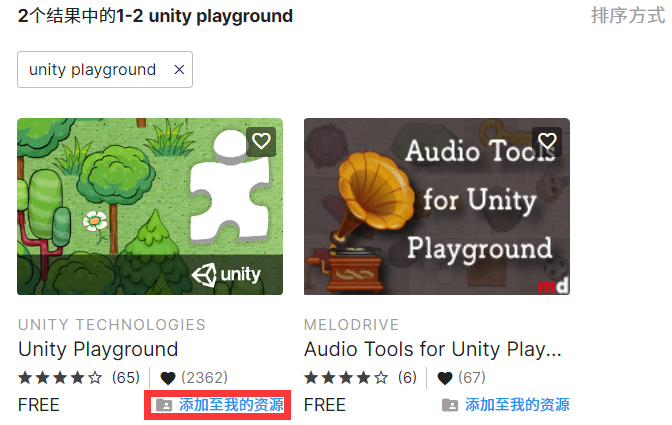 2个结果中的1-2 unity playground
排序方式
unity playground ×
Audio Tools
for Unity
Playground
unity
md
UNITY TECHNOLOGIES
Unity Playground
(65) (2362)
FREE 添加至我的资源
MELODRIVE
Audio Tools for Unity Play...
(6) (67)
FREE 添加至我的资源